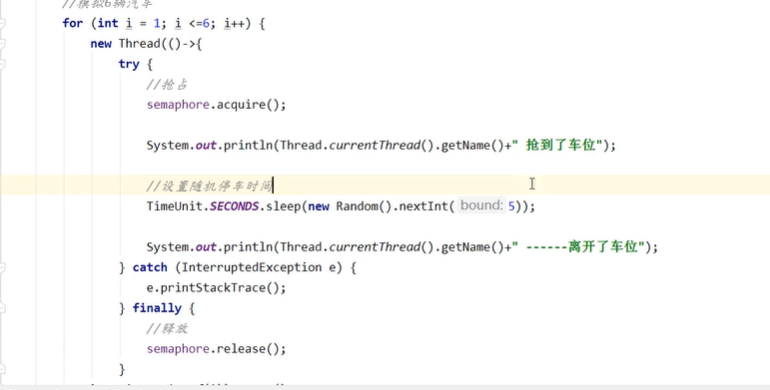 //模拟6辆汽车
for (int i = 1; i <=6; i++) {
new Thread(()->{
try {
//抢占
semaphore.acquire();
System.out.println(Thread.currentThread().getName()+" 抢到了车位");
//设置随机停车时间
TimeUnit.SECONDS.sleep(new Random().nextInt( bound: 5));
System.out.println(Thread.currentThread().getName()+" ------离开了车位");
} catch (InterruptedException e) {
e.printStackTrace();
} finally {
//释放
semaphore.release();
}